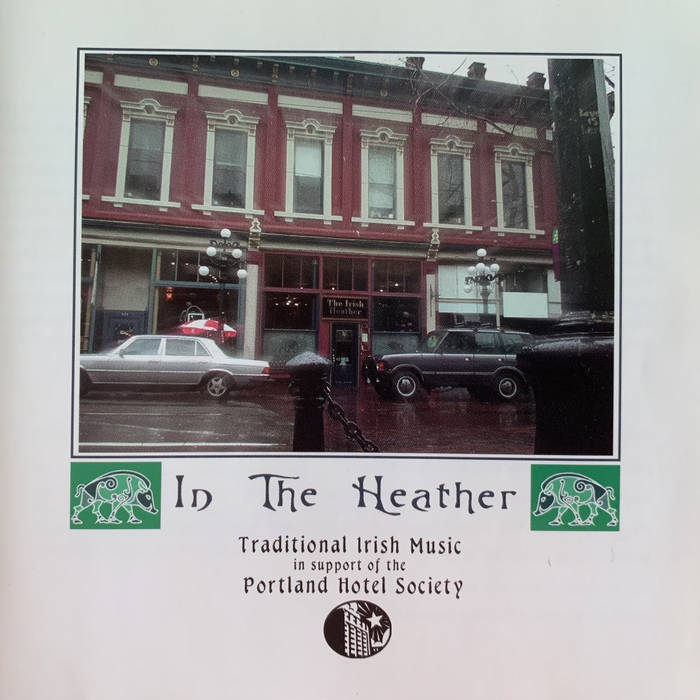 The Irish
Heather
In The Heather
Traditional Irish Music
in support of the
Portland Hotel Society